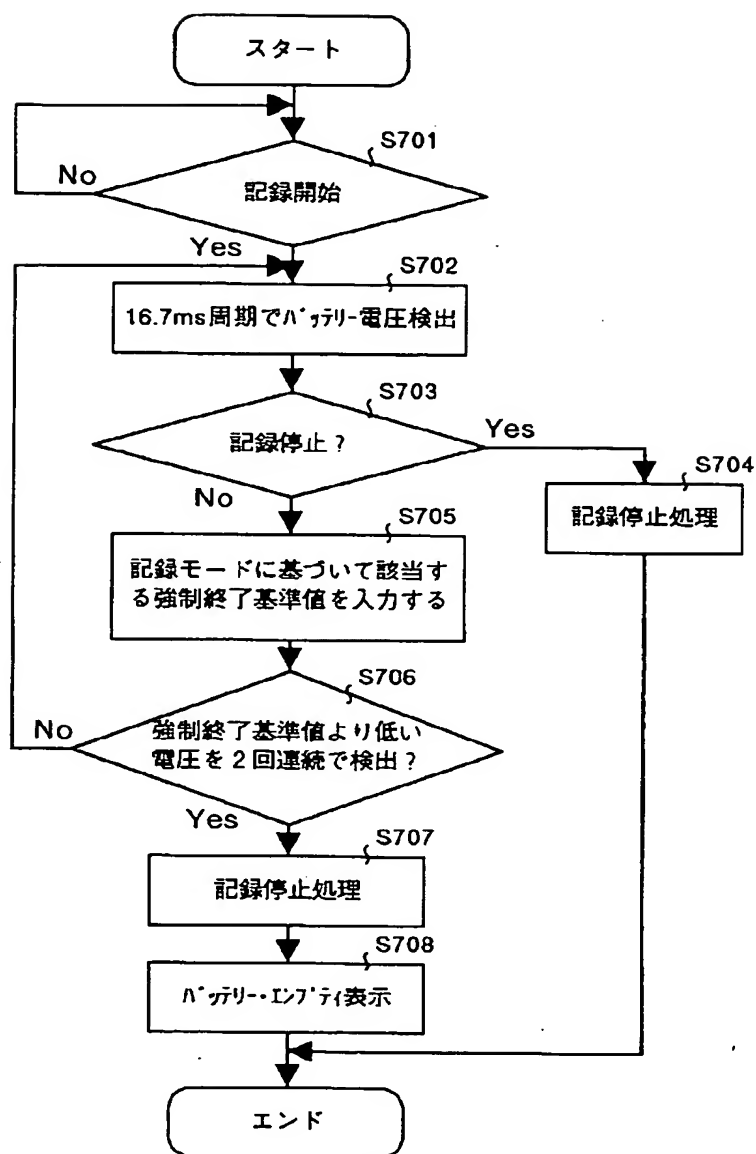 スタート
S701
No
記録開始
Yes
S702
16.7ms周期でバッテリー電圧検出
S703
記録停止？
Yes
No
S704
記録停止処理
S705
記録モードに基づいて該当す
る強制終了基準値を入力する
S706
No
強制終了基準値より低い
電圧を２回連続で検出？
Yes
S707
記録停止処理
S708
バッテリー・エンプティ表示
エンド